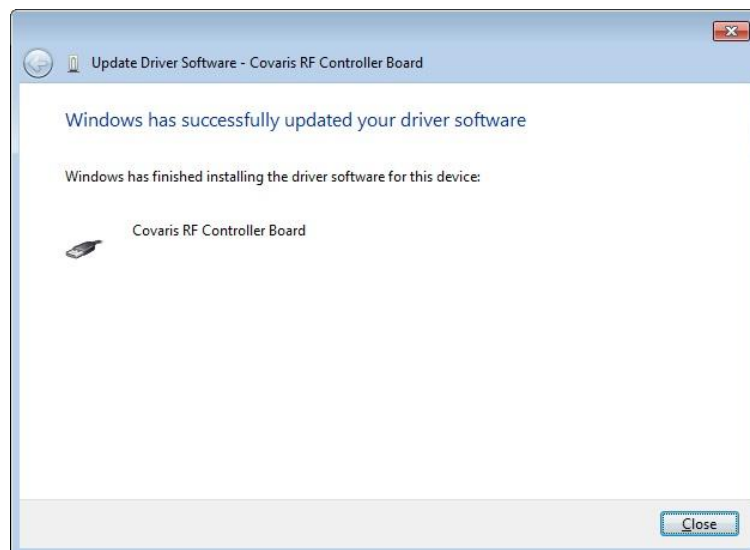 Update Driver Software - Covaris RF Controller Board
Windows has successfully updated your driver software
Windows has finished installing the driver software for this device:
Covaris RF Controller Board
Close